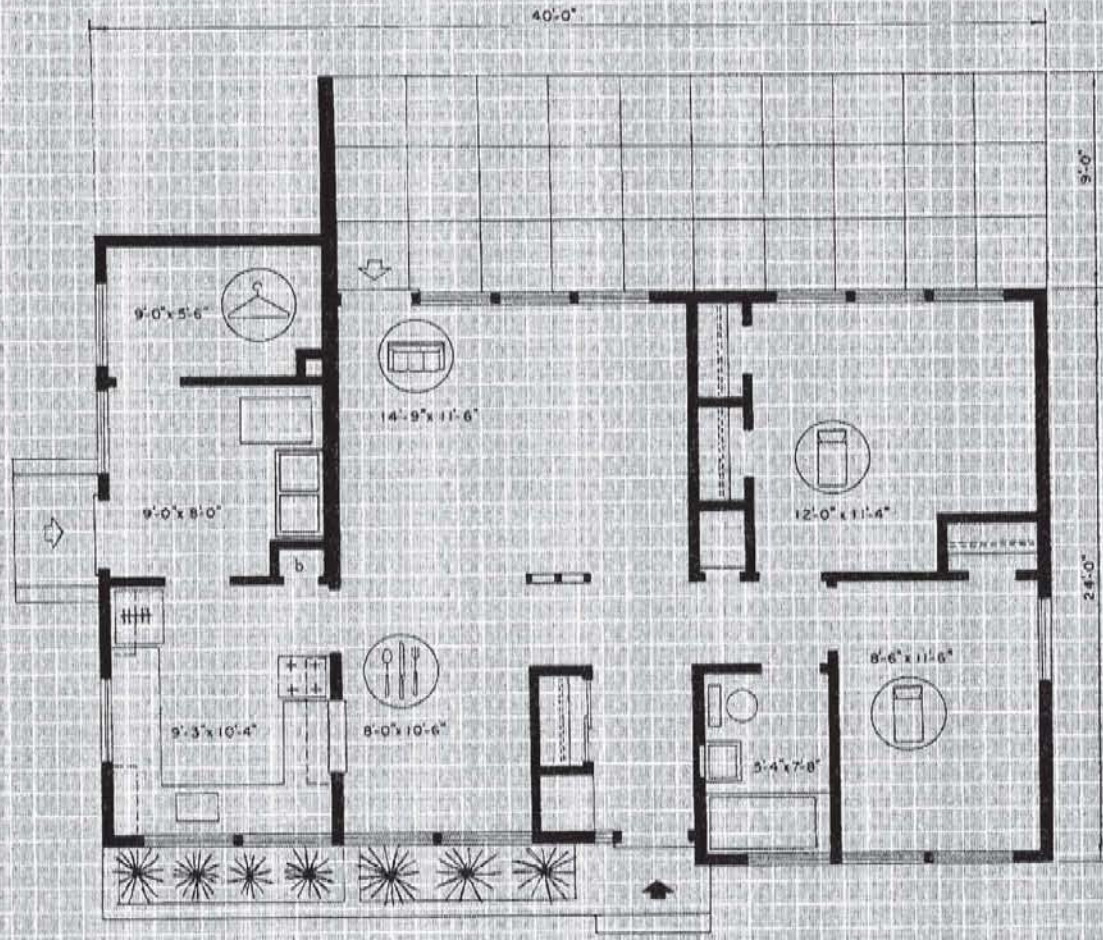 40'-0"
9'-0"
9'-0" x 5'-6"
14'-9" x 11'-6"
9'-0" x 8'-0"
12'-0" x 11'-4"
b
24'-0"
8'-6" x 11'-6"
9'-3" x 10'-4"
8'-0" x 10'-6"
5'-4" x 7'-8"